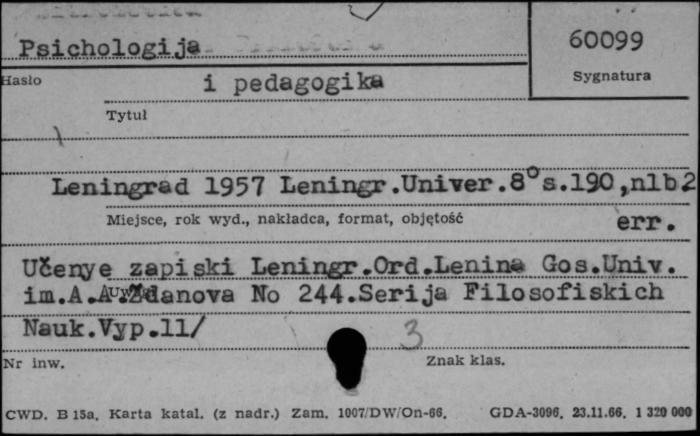 Psichologija
60099
Hasło
i pedagogika
Sygnatura
Tytuł
Leningrad 1957 Leningr.Univer.8° s.190,nlb2
Miejsce, rok wyd., nakładca, format, objętość
err.
Učenye zapiski Leningr.Ord.Lenina Gos.Univ.
im.A.A.Ždanova No 244.Serija Filosofiskich
Nauk.Vyp.11/
3
Nr inw.
Znak klas.
CWD. B 15a. Karta katal. (z nadr.) Zam. 1007/DW/On-66. GDA-3096. 23.11.66. 1 320 000